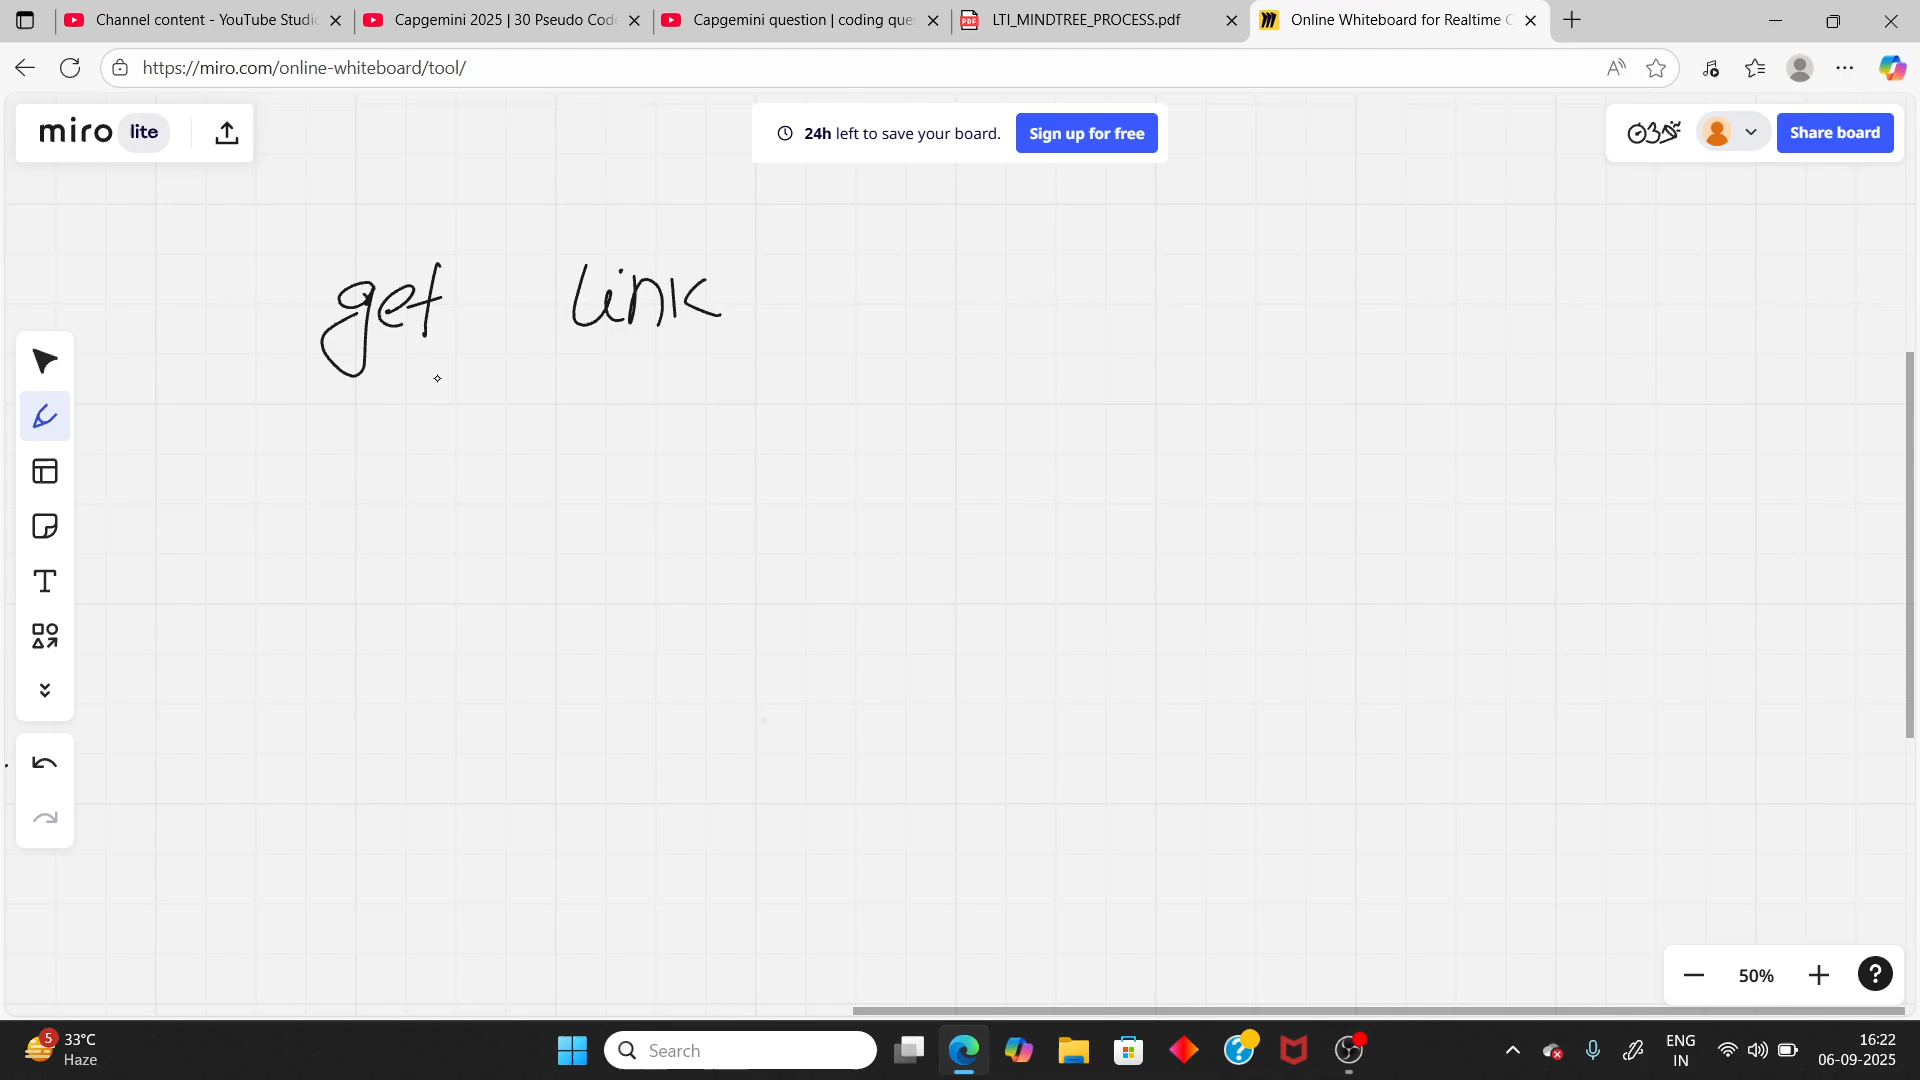 Channel content - YouTube Studio
Capgemini 2025 | 30 Pseudo Cod
Capgemini question | coding que
LTI_MINDTREE_PROCESS.pdf
Online Whiteboard for Realtime C
https://miro.com/online-whiteboard/tool/
miro lite
24h left to save your board.
Sign up for free
Share board
get link
50%
5
33°C
Haze
Search
ENG
IN
16:22
06-09-2025